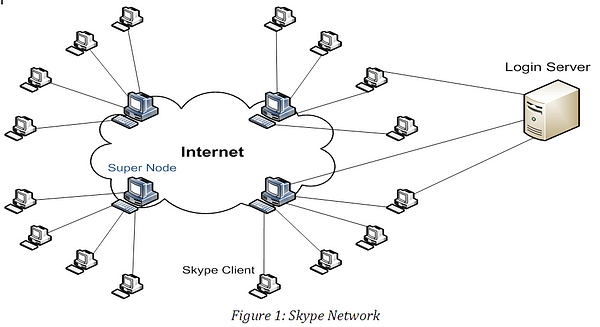 Login Server
Internet
Super Node
Skype Client
Figure 1: Skype Network